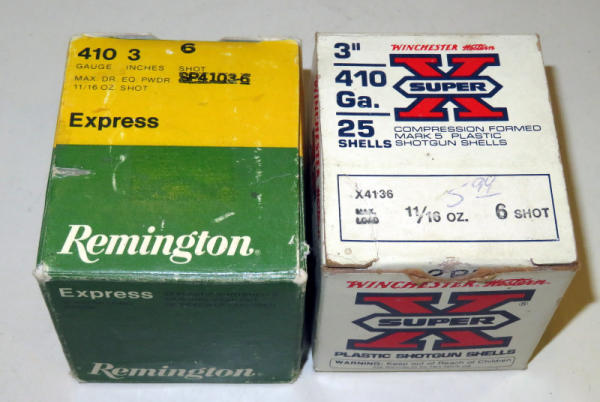 410 3 6
GAUGE INCHES SHOT
MAX. DR. EQ. PWDR SP4103-6
11/16 OZ. SHOT
Express
Remington
Express
Remington
3"
410
Ga.
25
SHELLS
WINCHESTER Western
SUPER X
COMPRESSION FORMED
MARK 5 PLASTIC
SHOTGUN SHELLS
5.94
X4136
MAX. LOAD 11/16 OZ. 6 SHOT
WINCHESTER Western
SUPER X
PLASTIC SHOTGUN SHELLS
WARNING: Keep out of Reach of Children